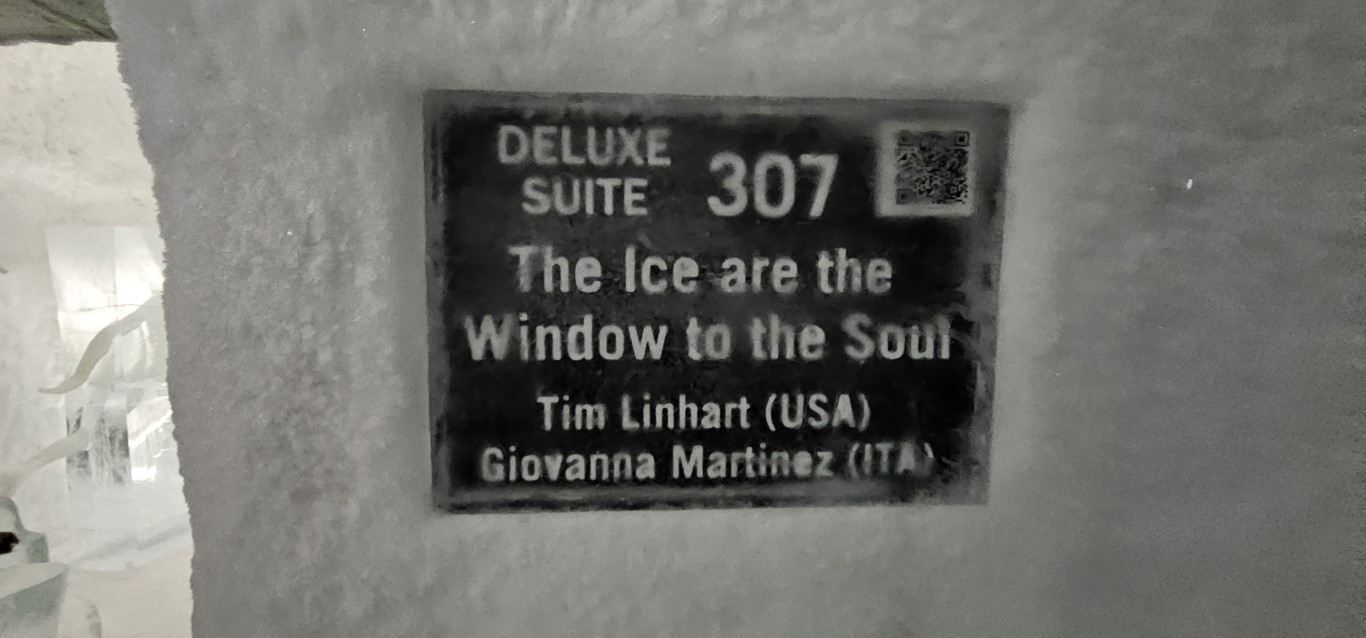 DELUXE
SUITE 307
The Ice are the
Window to the Soul
Tim Linhart (USA)
Giovanna Martinez (ITA)